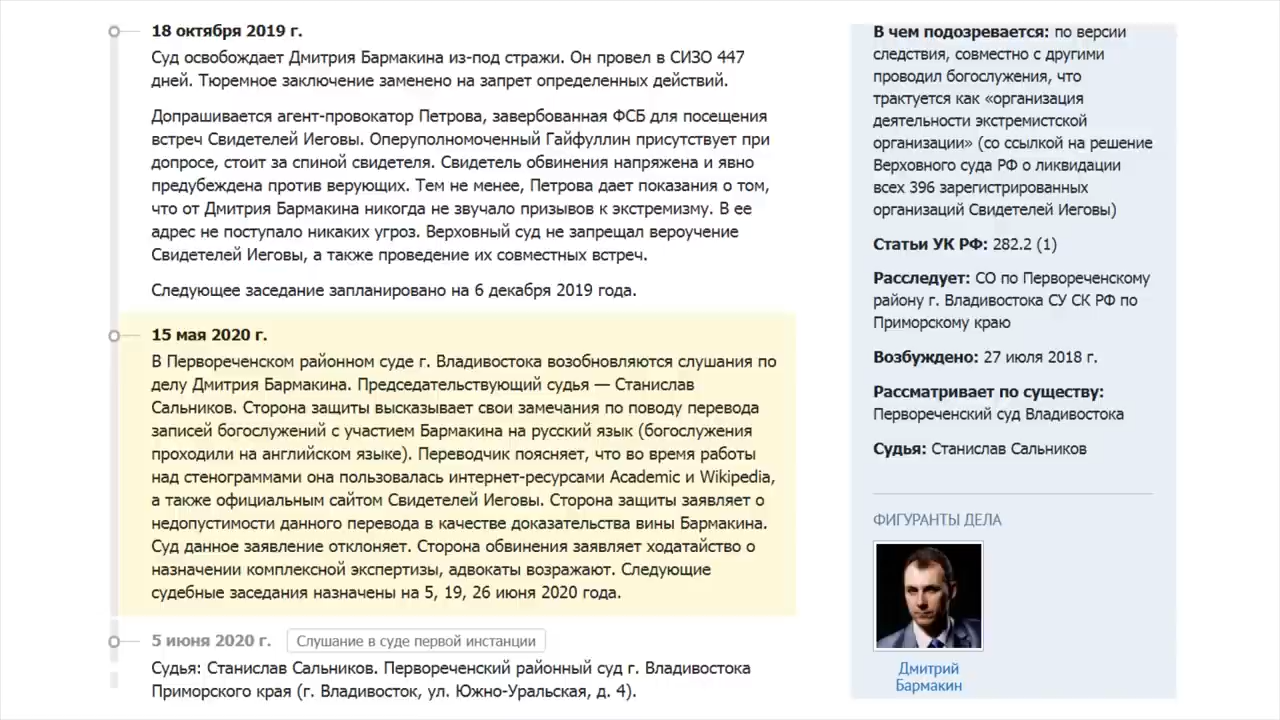 18 октября 2019 г.
Суд освобождает Дмитрия Бармакина из-под стражи. Он провел в СИЗО 447
дней. Тюремное заключение заменено на запрет определенных действий.
Допрашивается агент-провокатор Петрова, завербованная ФСБ для посещения
встреч Свидетелей Иеговы. Оперуполномоченный Гайфуллин присутствует при
допросе, стоит за спиной свидетеля. Свидетель обвинения напряжена и явно
предубеждена против верующих. Тем не менее, Петрова дает показания о том,
что от Дмитрия Бармакина никогда не звучало призывов к экстремизму. В ее
адрес не поступало никаких угроз. Верховный суд не запрещал вероучение
Свидетелей Иеговы, а также проведение их совместных встреч.
Следующее заседание запланировано на 6 декабря 2019 года.
15 мая 2020 г.
В Первореченском районном суде г. Владивостока возобновляются слушания по
делу Дмитрия Бармакина. Председательствующий судья — Станислав
Сальников. Сторона защиты высказывает свои замечания по поводу перевода
записей богослужений с участием Бармакина на русский язык (богослужения
проходили на английском языке). Переводчик поясняет, что во время работы
над стенограммами она пользовалась интернет-ресурсами Academic и Wikipedia,
а также официальным сайтом Свидетелей Иеговы. Сторона защиты заявляет о
недопустимости данного перевода в качестве доказательства вины Бармакина.
Суд данное заявление отклоняет. Сторона обвинения заявляет ходатайство о
назначении комплексной экспертизы, адвокаты возражают. Следующие
судебные заседания назначены на 5, 19, 26 июня 2020 года.
5 июня 2020 г. Слушание в суде первой инстанции
Судья: Станислав Сальников. Первореченский районный суд г. Владивостока
Приморского края (г. Владивосток, ул. Южно-Уральская, д. 4).
В чем подозревается: по версии
следствия, совместно с другими
проводил богослужения, что
трактуется как «организация
деятельности экстремистской
организации» (со ссылкой на решение
Верховного суда РФ о ликвидации
всех 396 зарегистрированных
организаций Свидетелей Иеговы)
Статьи УК РФ: 282.2 (1)
Расследует: СО по Первореченскому
району г. Владивостока СУ СК РФ по
Приморскому краю
Возбуждено: 27 июля 2018 г.
Рассматривает по существу:
Первореченский суд Владивостока
Судья: Станислав Сальников
ФИГУРАНТЫ ДЕЛА
Дмитрий
Бармакин